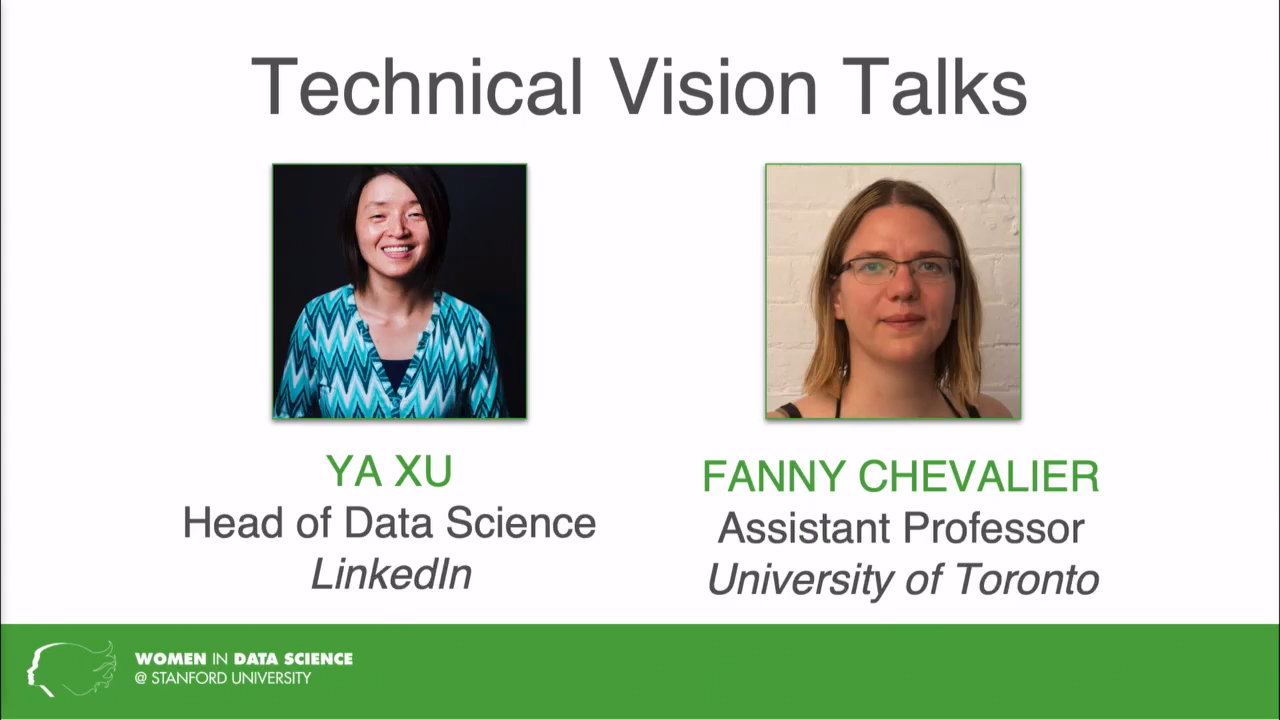 Technical Vision Talks
YA XU
Head of Data Science
LinkedIn
FANNY CHEVALIER
Assistant Professor
University of Toronto
WOMEN IN DATA SCIENCE
@ STANFORD UNIVERSITY